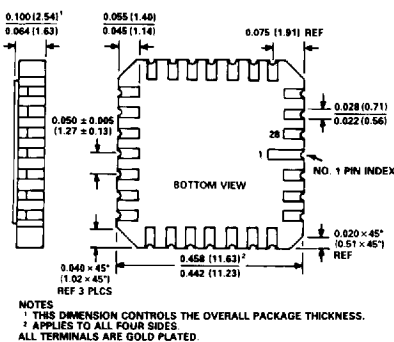 0.100 (2.54)¹
0.064 (1.63)
0.055 (1.40)
0.045 (1.14)
0.075 (1.91) REF
0.050 ± 0.005
(1.27 ± 0.13)
0.028 (0.71)
0.022 (0.56)
28
1
NO. 1 PIN INDEX
BOTTOM VIEW
0.040 × 45°
(1.02 × 45°)
REF 3 PLCS
0.458 (11.63)²
0.442 (11.23)
0.020 × 45°
(0.51 × 45°)
REF
NOTES
¹ THIS DIMENSION CONTROLS THE OVERALL PACKAGE THICKNESS.
² APPLIES TO ALL FOUR SIDES.
ALL TERMINALS ARE GOLD PLATED.